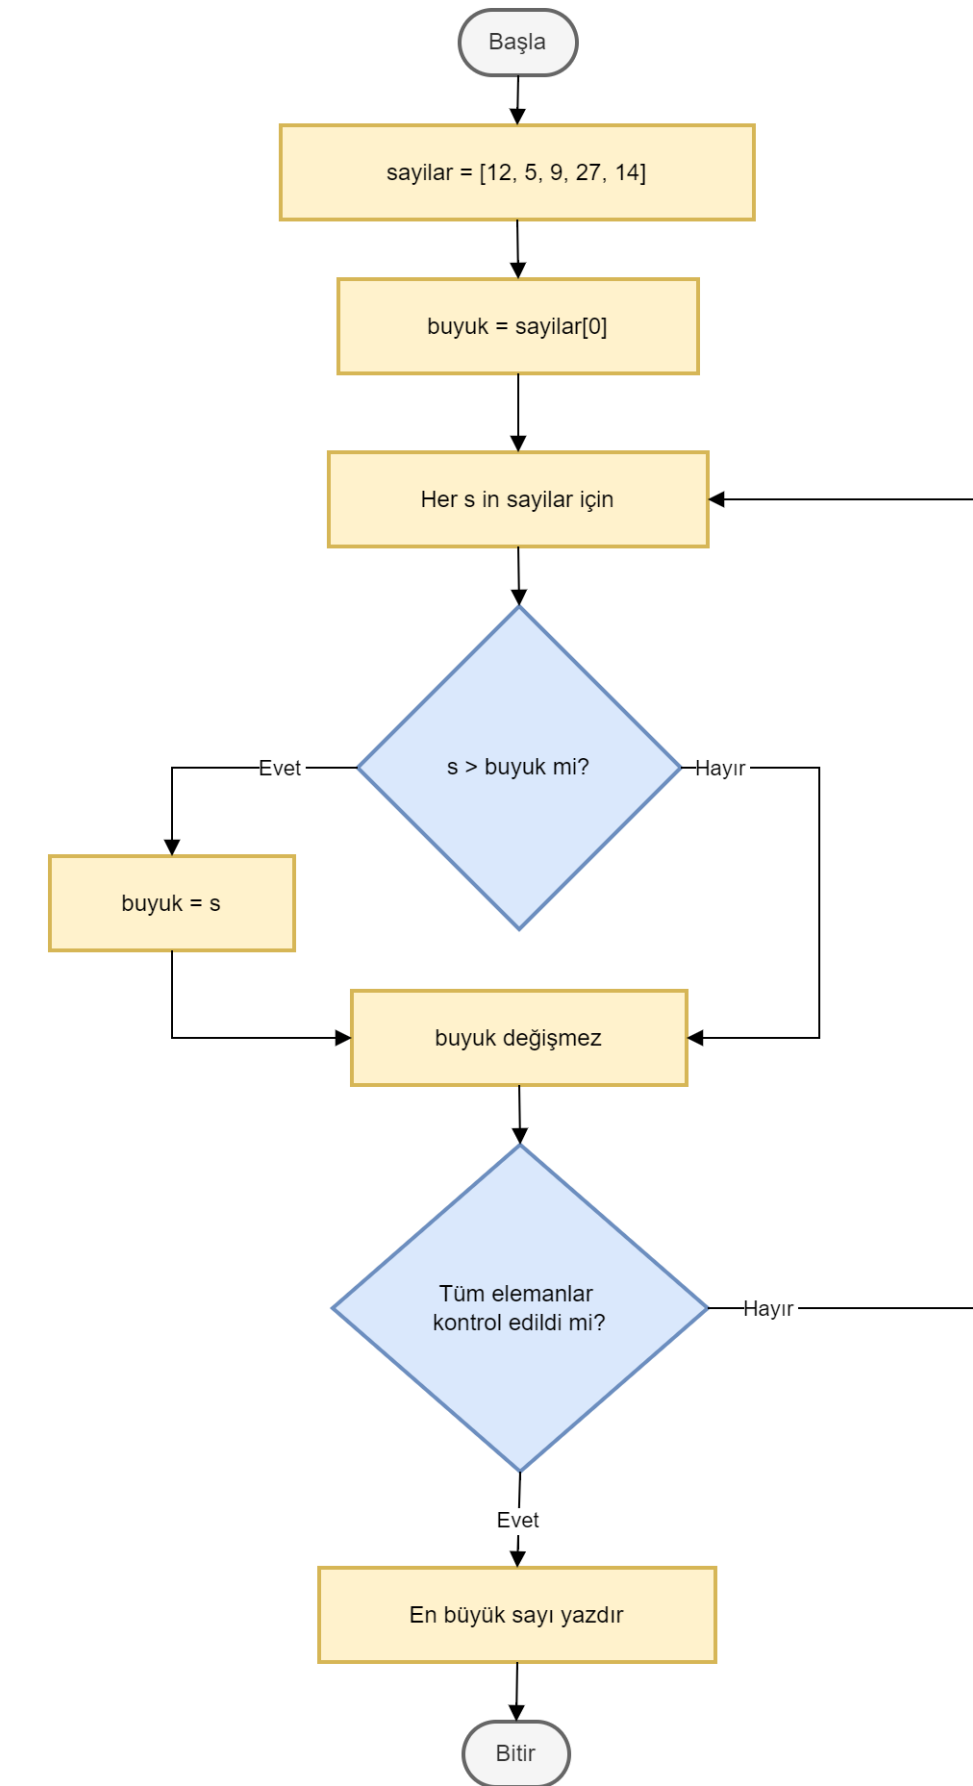 Başla
sayilar = [12, 5, 9, 27, 14]
buyuk = sayilar[0]
Her s in sayilar için
s > buyuk mi?
Evet
Hayır
buyuk = s
buyuk değişmez
Tüm elemanlar
kontrol edildi mi?
Hayır
Evet
En büyük sayı yazdır
Bitir